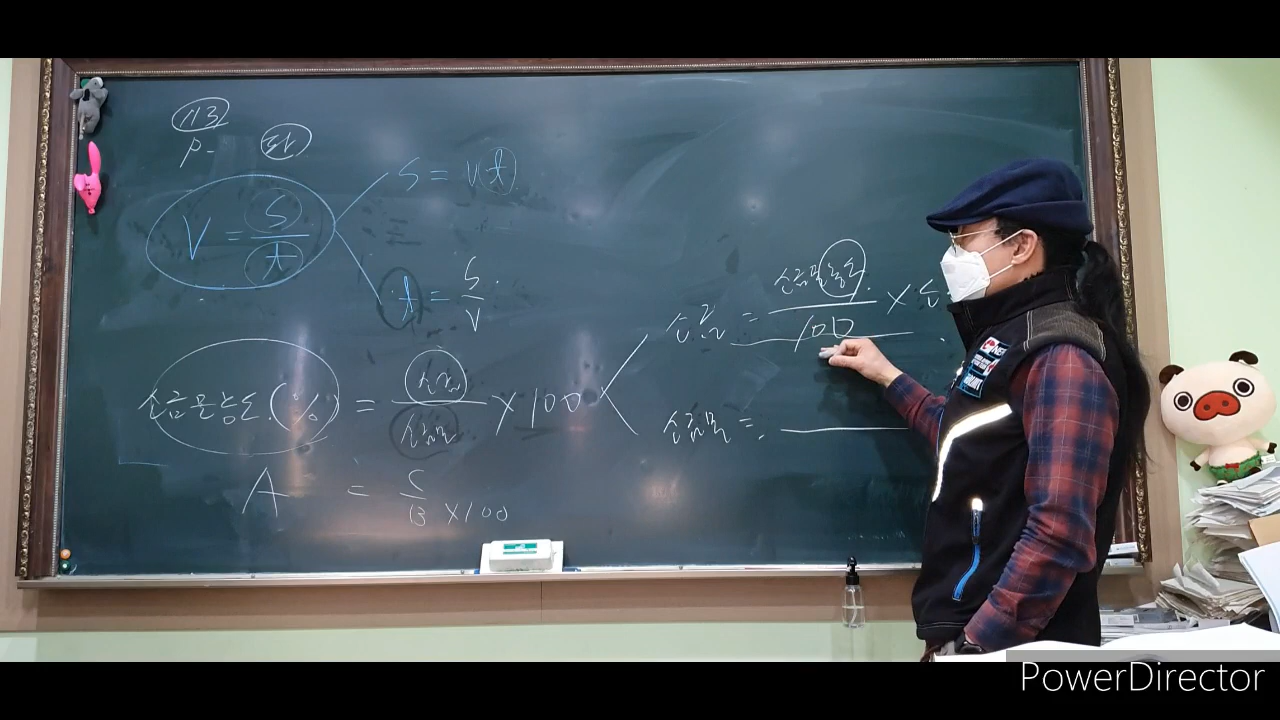 113
P-
V = S/t
S = vt
t = S/V
소금물농도(%) = 소금/소금물 X 100
소금 = 소금물농도/100 X 소
소금물 =
A = C/B X100
PowerDirector